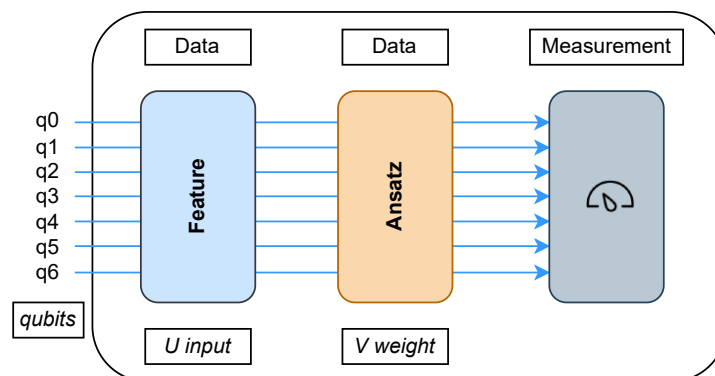 Data
Data
Measurement
q0
q1
q2
q3
q4
q5
q6
Feature
Ansatz
qubits
U input
V weight